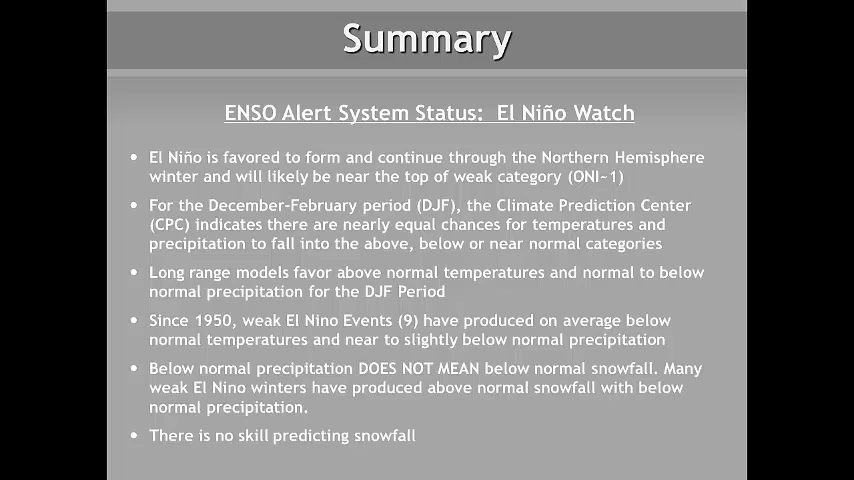 Summary
ENSO Alert System Status: El Niño Watch
• El Niño is favored to form and continue through the Northern Hemisphere
winter and will likely be near the top of weak category (ONI~1)
• For the December-February period (DJF), the Climate Prediction Center
(CPC) indicates there are nearly equal chances for temperatures and
precipitation to fall into the above, below or near normal categories
• Long range models favor above normal temperatures and normal to below
normal precipitation for the DJF Period
• Since 1950, weak El Nino Events (9) have produced on average below
normal temperatures and near to slightly below normal precipitation
• Below normal precipitation DOES NOT MEAN below normal snowfall. Many
weak El Nino winters have produced above normal snowfall with below
normal precipitation.
• There is no skill predicting snowfall